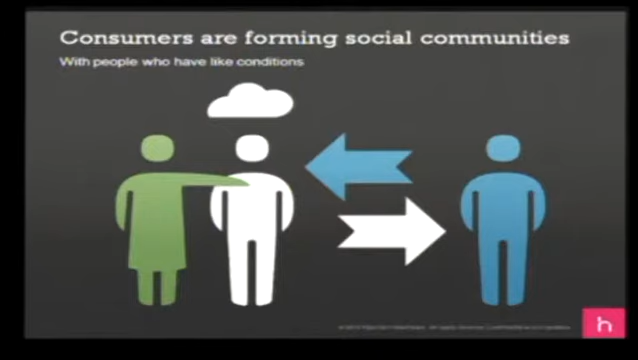 Consumers are forming social communities
With people who have like conditions
h